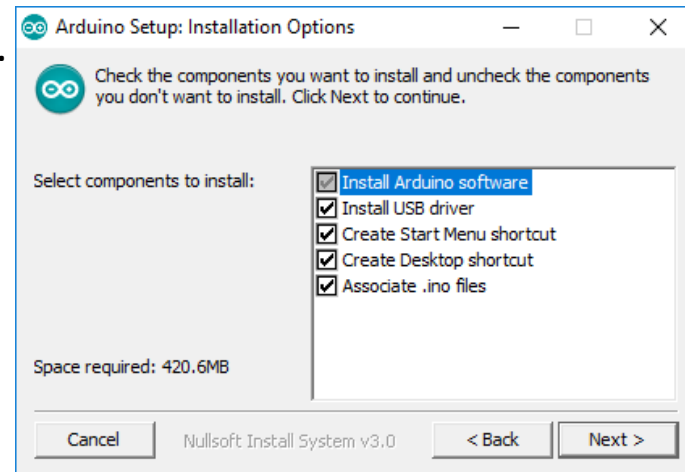 Arduino Setup: Installation Options
Check the components you want to install and uncheck the components
you don't want to install. Click Next to continue.
Select components to install:
Install Arduino software
Install USB driver
Create Start Menu shortcut
Create Desktop shortcut
Associate .ino files
Space required: 420.6MB
Cancel
Nullsoft Install System v3.0
< Back
Next >